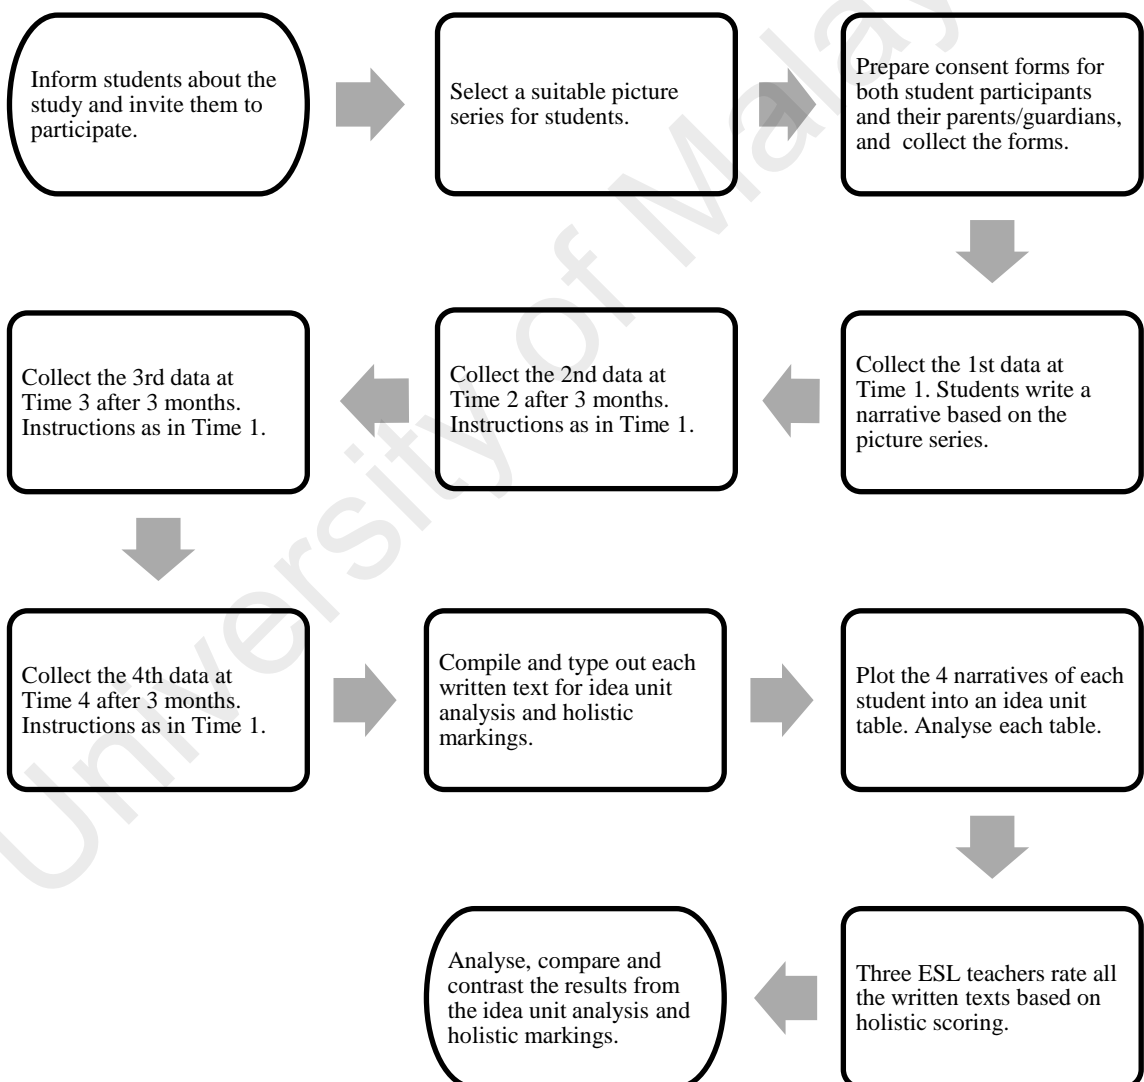 Inform students about the
study and invite them to
participate.
Select a suitable picture
series for students.
Prepare consent forms for
both student participants
and their parents/guardians,
and collect the forms.
Collect the 1st data at
Time 1. Students write a
narrative based on the
picture series.
Collect the 2nd data at
Time 2 after 3 months.
Instructions as in Time 1.
Collect the 3rd data at
Time 3 after 3 months.
Instructions as in Time 1.
Collect the 4th data at
Time 4 after 3 months.
Instructions as in Time 1.
Compile and type out each
written text for idea unit
analysis and holistic
markings.
Plot the 4 narratives of each
student into an idea unit
table. Analyse each table.
Three ESL teachers rate all
the written texts based on
holistic scoring.
Analyse, compare and
contrast the results from
the idea unit analysis and
holistic markings.
University of Malay